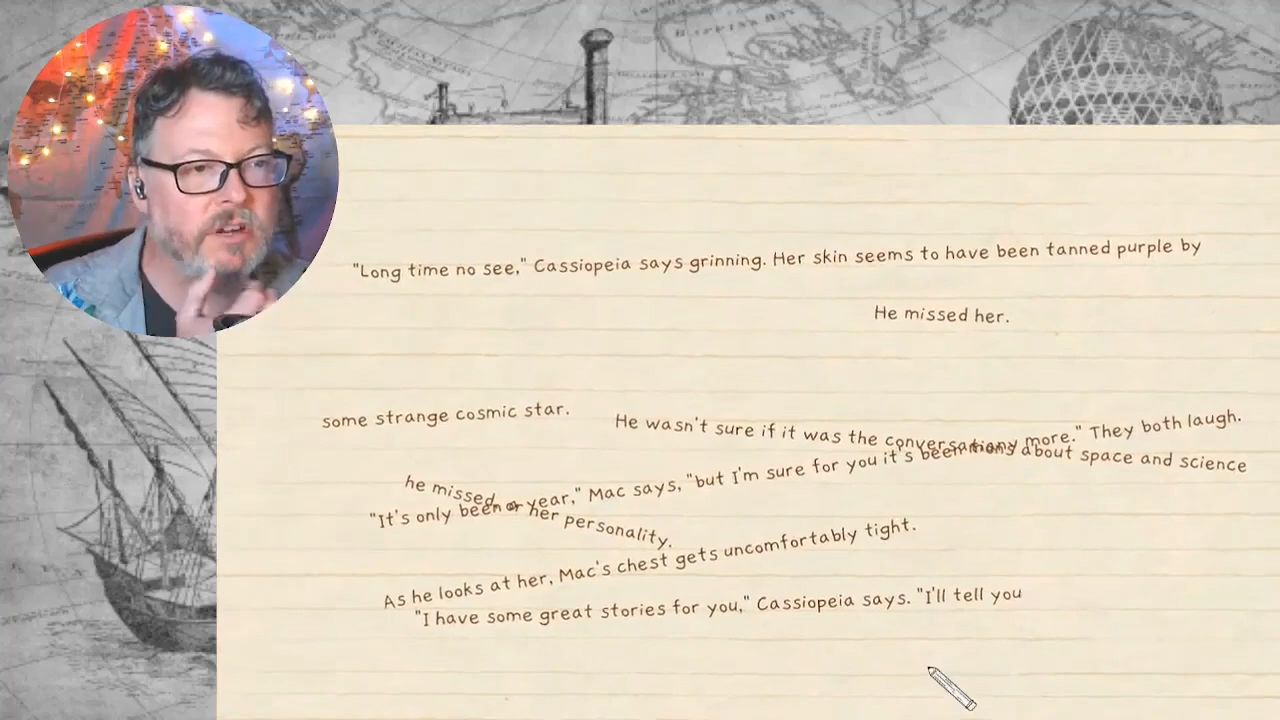 "Long time no see," Cassiopeia says grinning. Her skin seems to have been tanned purple by
He missed her.
some strange cosmic star.
He wasn't sure if it was the conversations about space and science
"It's only been a year," Mac says, "but I'm sure for you it's been many more." They both laugh.
he missed or her personality.
As he looks at her, Mac's chest gets uncomfortably tight.
"I have some great stories for you," Cassiopeia says. "I'll tell you